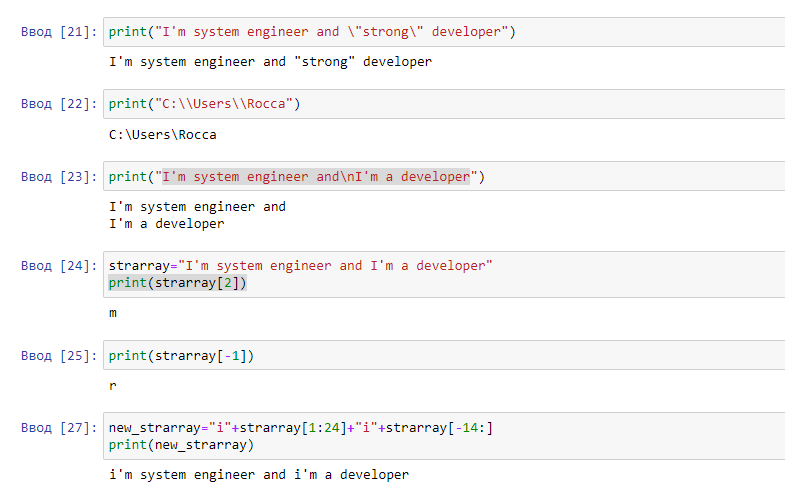 Ввод [21]: print("I'm system engineer and \"strong\" developer")
I'm system engineer and "strong" developer
Ввод [22]: print("C:\\Users\\Rocca")
C:\Users\Rocca
Ввод [23]: print("I'm system engineer and\nI'm a developer")
I'm system engineer and
I'm a developer
Ввод [24]: strarray="I'm system engineer and I'm a developer"
print(strarray[2])
m
Ввод [25]: print(strarray[-1])
r
Ввод [27]: new_strarray="i"+strarray[1:24]+"i"+strarray[-14:]
print(new_strarray)
i'm system engineer and i'm a developer